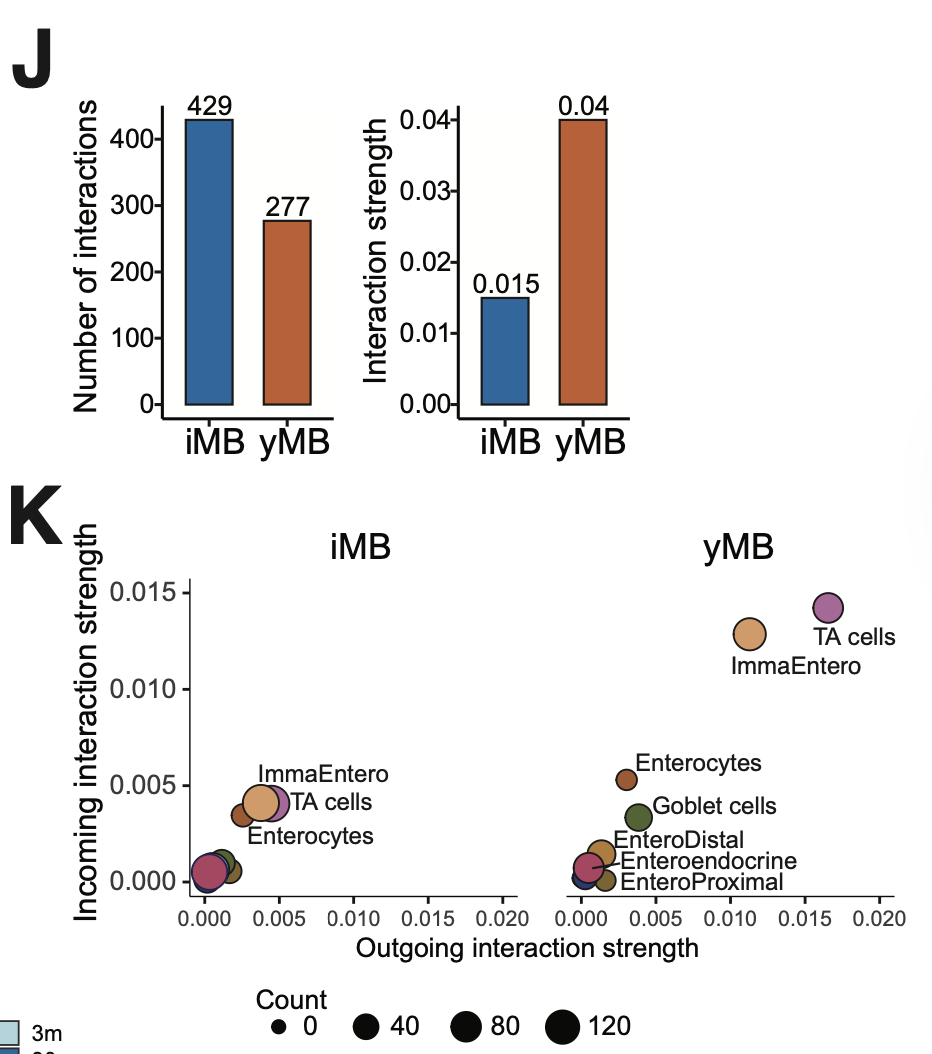 J
Number of interactions
400
300
200
100
0
429
277
iMB yMB
Interaction strength
0.04
0.03
0.02
0.01
0.00
0.015
0.04
iMB yMB
K
Incoming interaction strength
iMB
yMB
0.015
0.010
0.005
0.000
ImmaEntero
TA cells
Enterocytes
TA cells
ImmaEntero
Enterocytes
Goblet cells
EnteroDistal
Enteroendocrine
EnteroProximal
0.000 0.005 0.010 0.015 0.020
0.000 0.005 0.010 0.015 0.020
Outgoing interaction strength
Count
0 40 80 120
3m